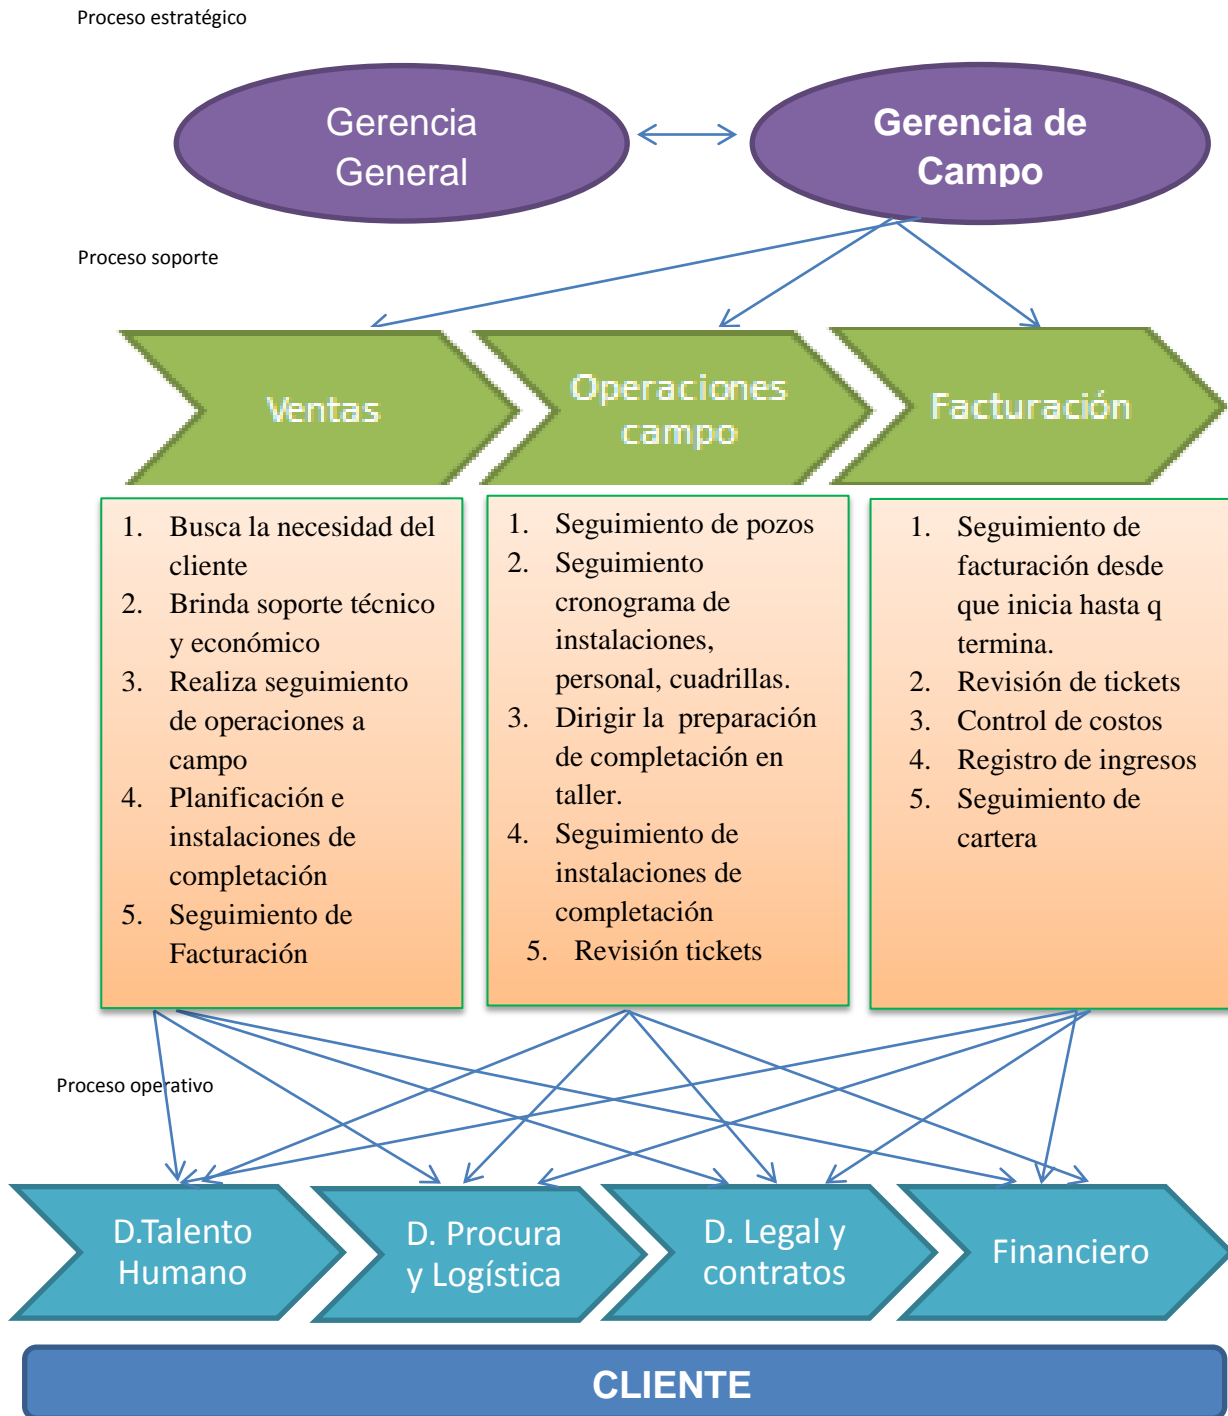 Proceso estratégico
Gerencia
General
Gerencia de
Campo
Proceso soporte
Ventas
Operaciones
campo
Facturación
1. Busca la necesidad del
cliente
2. Brinda soporte técnico
y económico
3. Realiza seguimiento
de operaciones a
campo
4. Planificación e
instalaciones de
completación
5. Seguimiento de
Facturación
1. Seguimiento de pozos
2. Seguimiento
cronograma de
instalaciones,
personal, cuadrillas.
3. Dirigir la preparación
de completación en
taller.
4. Seguimiento de
instalaciones de
completación
5. Revisión tickets
1. Seguimiento de
facturación desde
que inicia hasta q
termina.
2. Revisión de tickets
3. Control de costos
4. Registro de ingresos
5. Seguimiento de
cartera
Proceso operativo
D.Talento
Humano
D. Procura
y Logística
D. Legal y
contratos
Financiero
CLIENTE